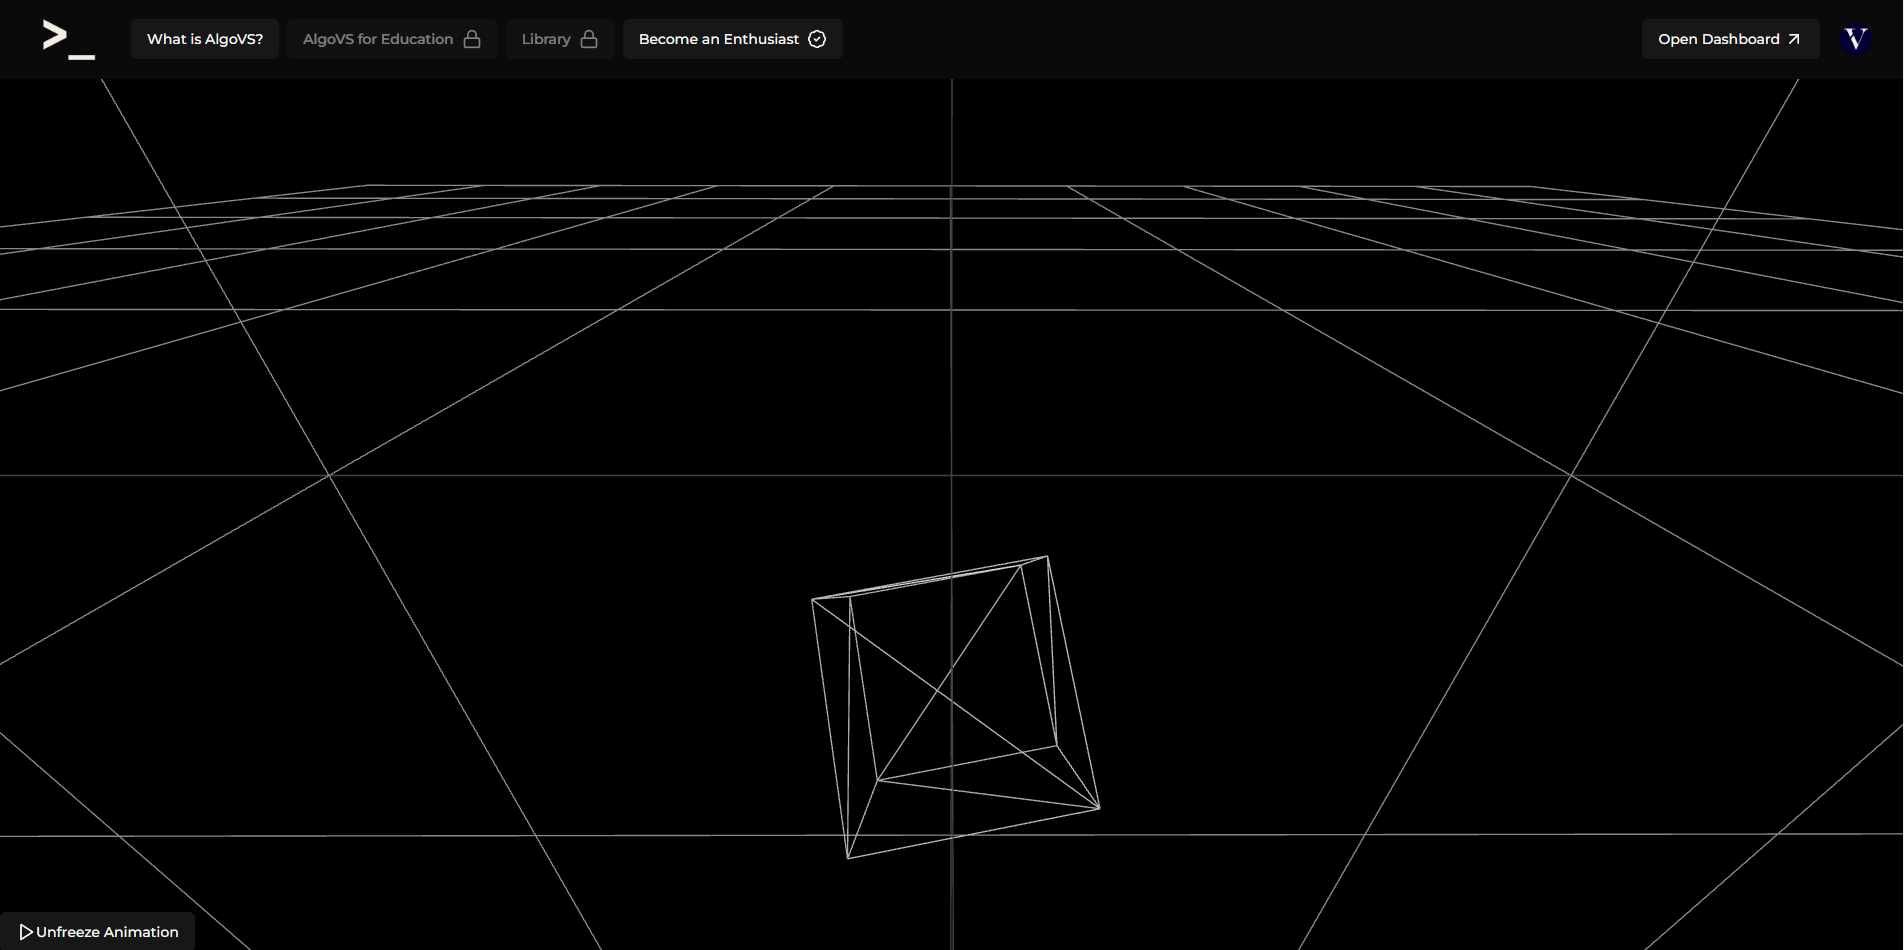 >_
What is AlgoVS?
AlgoVS for Education
Library
Become an Enthusiast
Open Dashboard
V
Unfreeze Animation